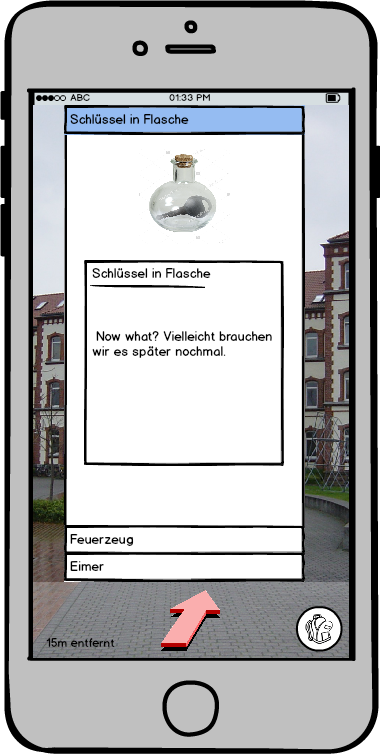 ABC 01:33 PM
Schlüssel in Flasche
Schlüssel in Flasche
Now what? Vielleicht brauchen
wir es später nochmal.
Feuerzeug
Eimer
15m entfernt